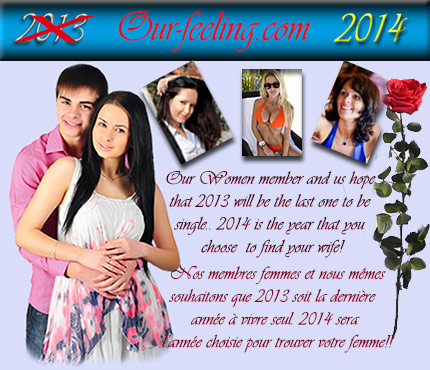 2013 Our-feeling.com 2014
Our Women member and us hope
that 2013 will be the last one to be
single.. 2014 is the year that you
choose to find your wife!
Nos membres femmes et nous mêmes
souhaitons que 2013 soit la dernière
année à vivre seul. 2014 sera
l'année choisie pour trouver votre femme!!